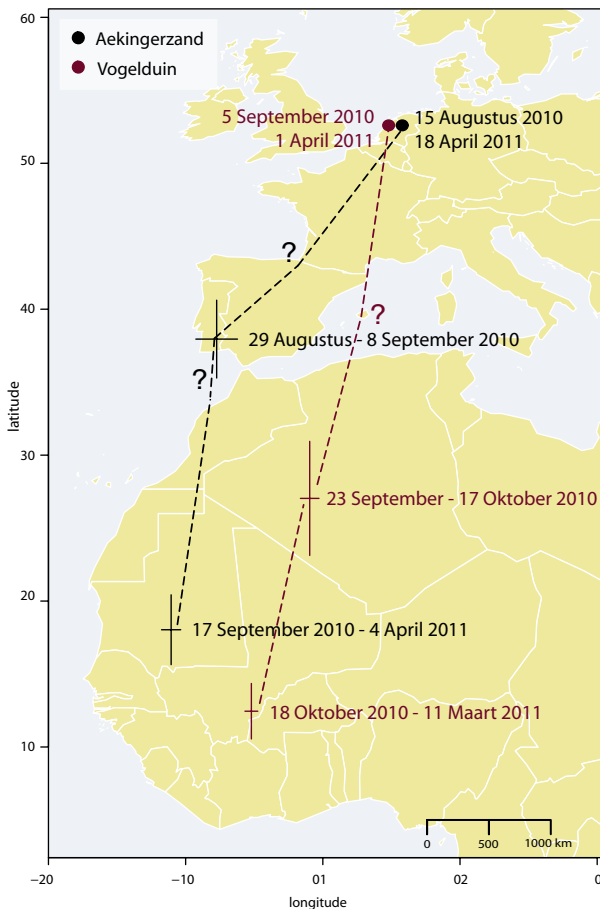 60
Aekingerzand
Vogelduin
5 September 2010
1 April 2011
15 Augustus 2010
18 April 2011
50
?
40
?
29 Augustus - 8 September 2010
?
latitude
30
23 September - 17 Oktober 2010
20
17 September 2010 - 4 April 2011
18 Oktober 2010 - 11 Maart 2011
10
0 500 1000 km
−20 −10 01 02 0
longitude